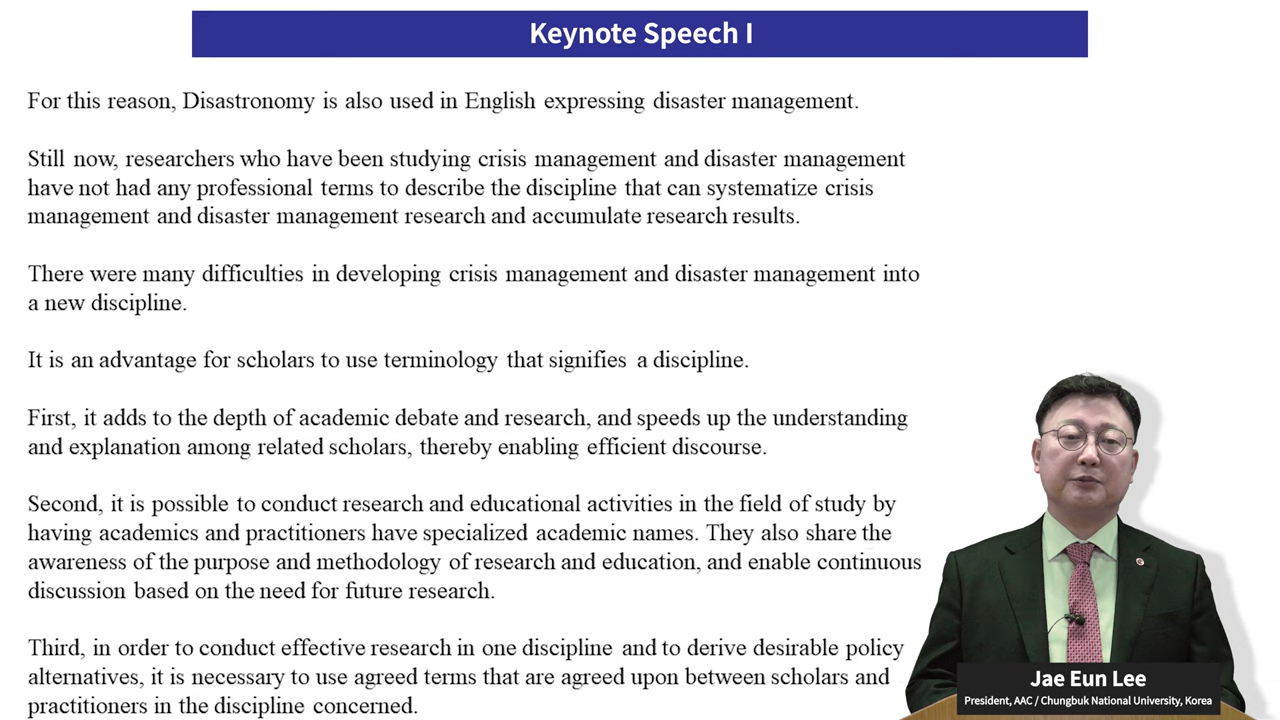 Keynote Speech I
For this reason, Disastronomy is also used in English expressing disaster management.
Still now, researchers who have been studying crisis management and disaster management
have not had any professional terms to describe the discipline that can systematize crisis
management and disaster management research and accumulate research results.
There were many difficulties in developing crisis management and disaster management into
a new discipline.
It is an advantage for scholars to use terminology that signifies a discipline.
First, it adds to the depth of academic debate and research, and speeds up the understanding
and explanation among related scholars, thereby enabling efficient discourse.
Second, it is possible to conduct research and educational activities in the field of study by
having academics and practitioners have specialized academic names. They also share the
awareness of the purpose and methodology of research and education, and enable continuous
discussion based on the need for future research.
Third, in order to conduct effective research in one discipline and to derive desirable policy
alternatives, it is necessary to use agreed terms that are agreed upon between scholars and
practitioners in the discipline concerned.
Jae Eun Lee
President, AAC / Chungbuk National University, Korea